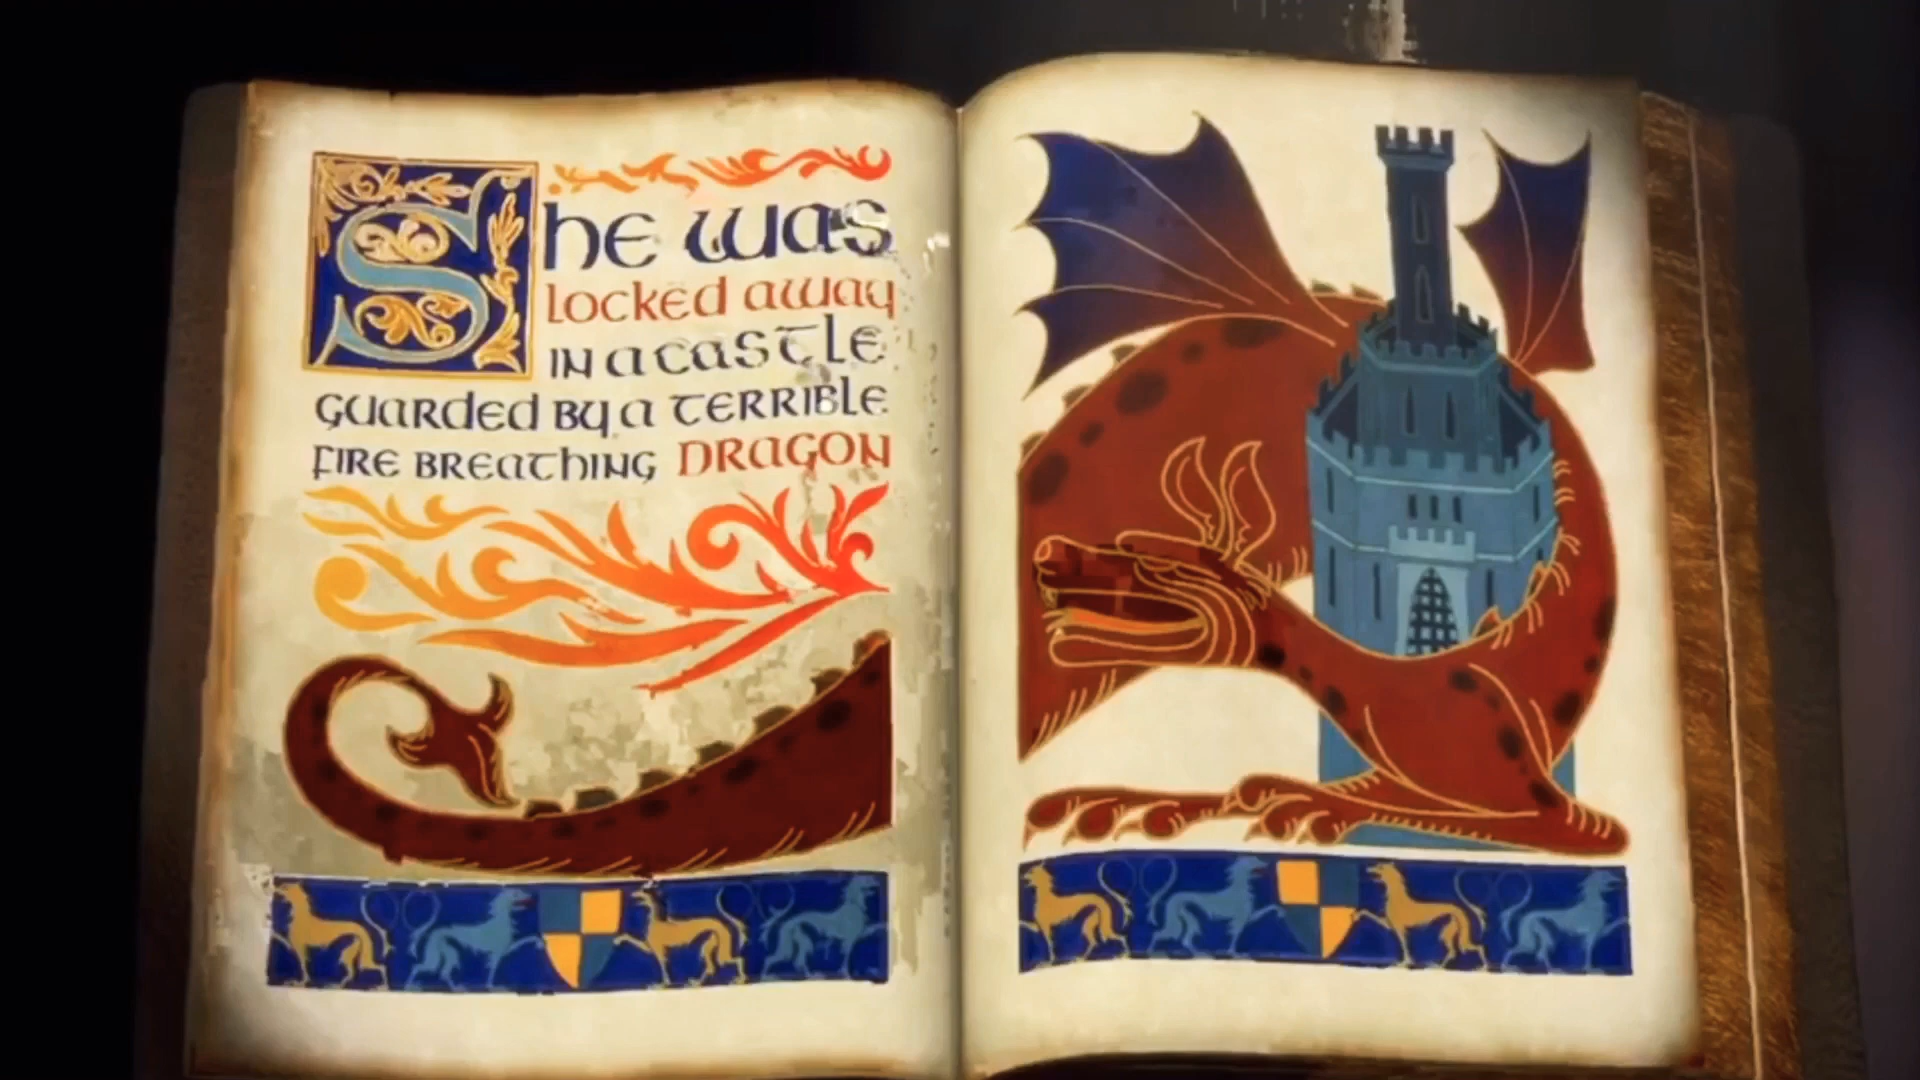 She was
locked away
in a castle
guarded by a terrible
fire breathing dragon